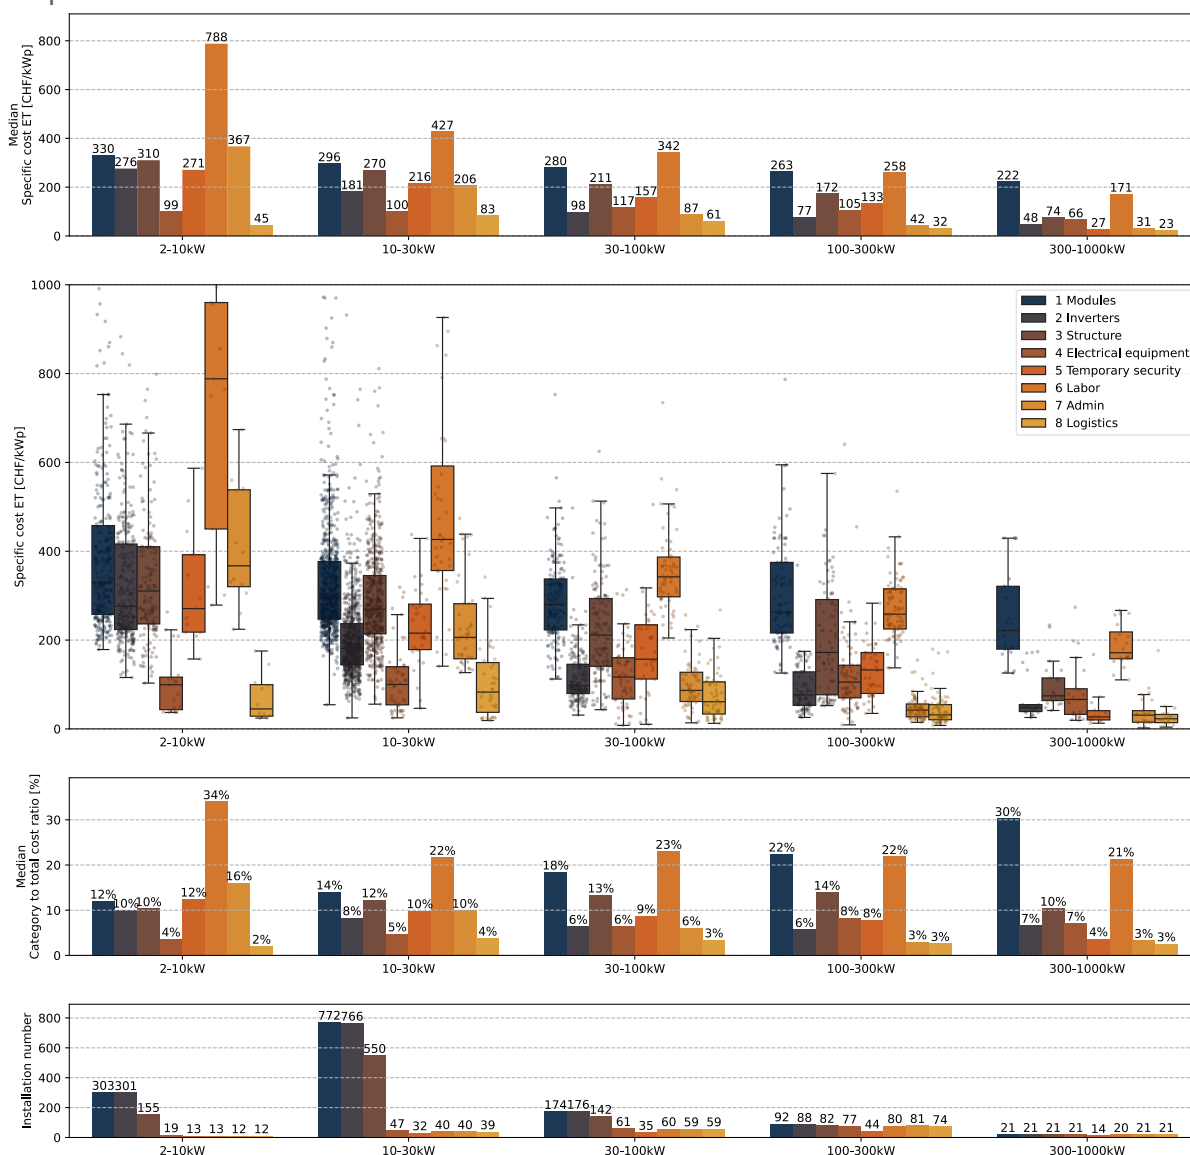 Median
Specific cost ET [CHF/kWp]
800
600
400
200
0
330 276 310 99 271 788 367 45
296 181 270 100 216 427 206 83
280 98 211 117 157 342 87 61
263 77 172 105 133 258 42 32
222 48 74 66 27 171 31 23
2–10kW 10–30kW 30–100kW 100–300kW 300–1000kW
Specific cost ET [CHF/kWp]
1000
800
600
400
200
0
1 Modules
2 Inverters
3 Structure
4 Electrical equipment
5 Temporary security
6 Labor
7 Admin
8 Logistics
2–10kW 10–30kW 30–100kW 100–300kW 300–1000kW
Median
Category to total cost ratio [%]
30
20
10
0
12% 10% 10% 4% 12% 34% 16% 2%
14% 8% 12% 5% 10% 22% 10% 4%
18% 6% 13% 6% 9% 23% 6% 3%
22% 6% 14% 8% 8% 22% 3% 3%
30% 7% 10% 7% 4% 21% 3% 3%
2–10kW 10–30kW 30–100kW 100–300kW 300–1000kW
Installation number
800
600
400
200
0
303 301 155 19 13 13 12 12
772 766 550 47 32 40 40 39
174 176 142 61 35 60 59 59
92 88 82 77 44 80 81 74
21 21 21 21 14 20 21 21
2–10kW 10–30kW 30–100kW 100–300kW 300–1000kW